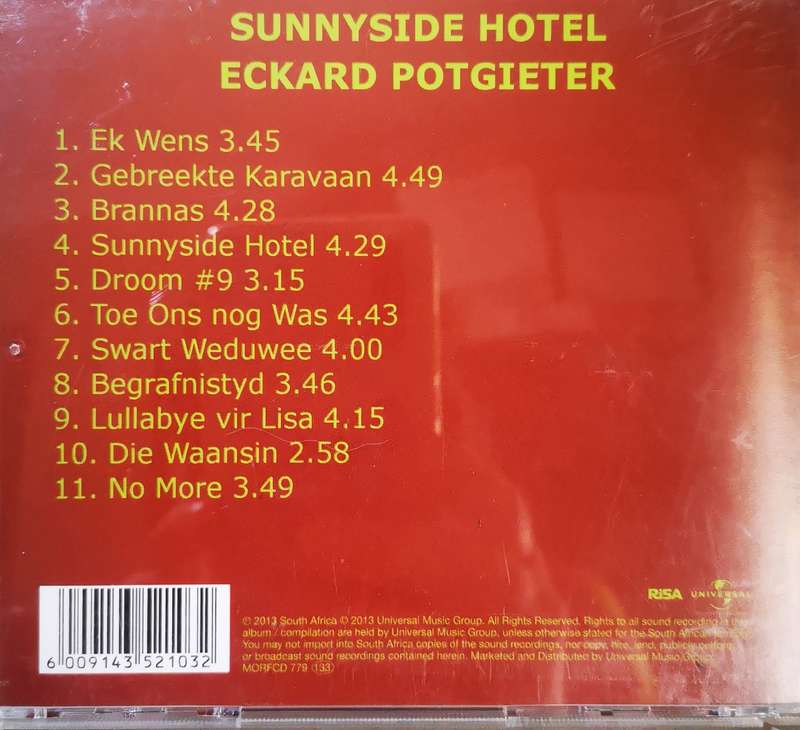 SUNNYSIDE HOTEL
ECKARD POTGIETER
1. Ek Wens 3.45
2. Gebreekte Karavaan 4.49
3. Brannas 4.28
4. Sunnyside Hotel 4.29
5. Droom #9 3.15
6. Toe Ons nog Was 4.43
7. Swart Weduwee 4.00
8. Begrafnistyd 3.46
9. Lullabye vir Lisa 4.15
10. Die Waansin 2.58
11. No More 3.49
RiSA UNIVERSAL
℗ 2013 South Africa © 2013 Universal Music Group. All Rights Reserved. Rights to all sound recording in this
album / compilation are held by Universal Music Group, unless otherwise stated for the South African
You may not import into South Africa copies of the sound recordings, nor copy, hire, lend, publicly perform
or broadcast sound recordings contained herein. Marketed and Distributed by Universal Music Group.
MORFCD 779 (133)
6 009143 521032